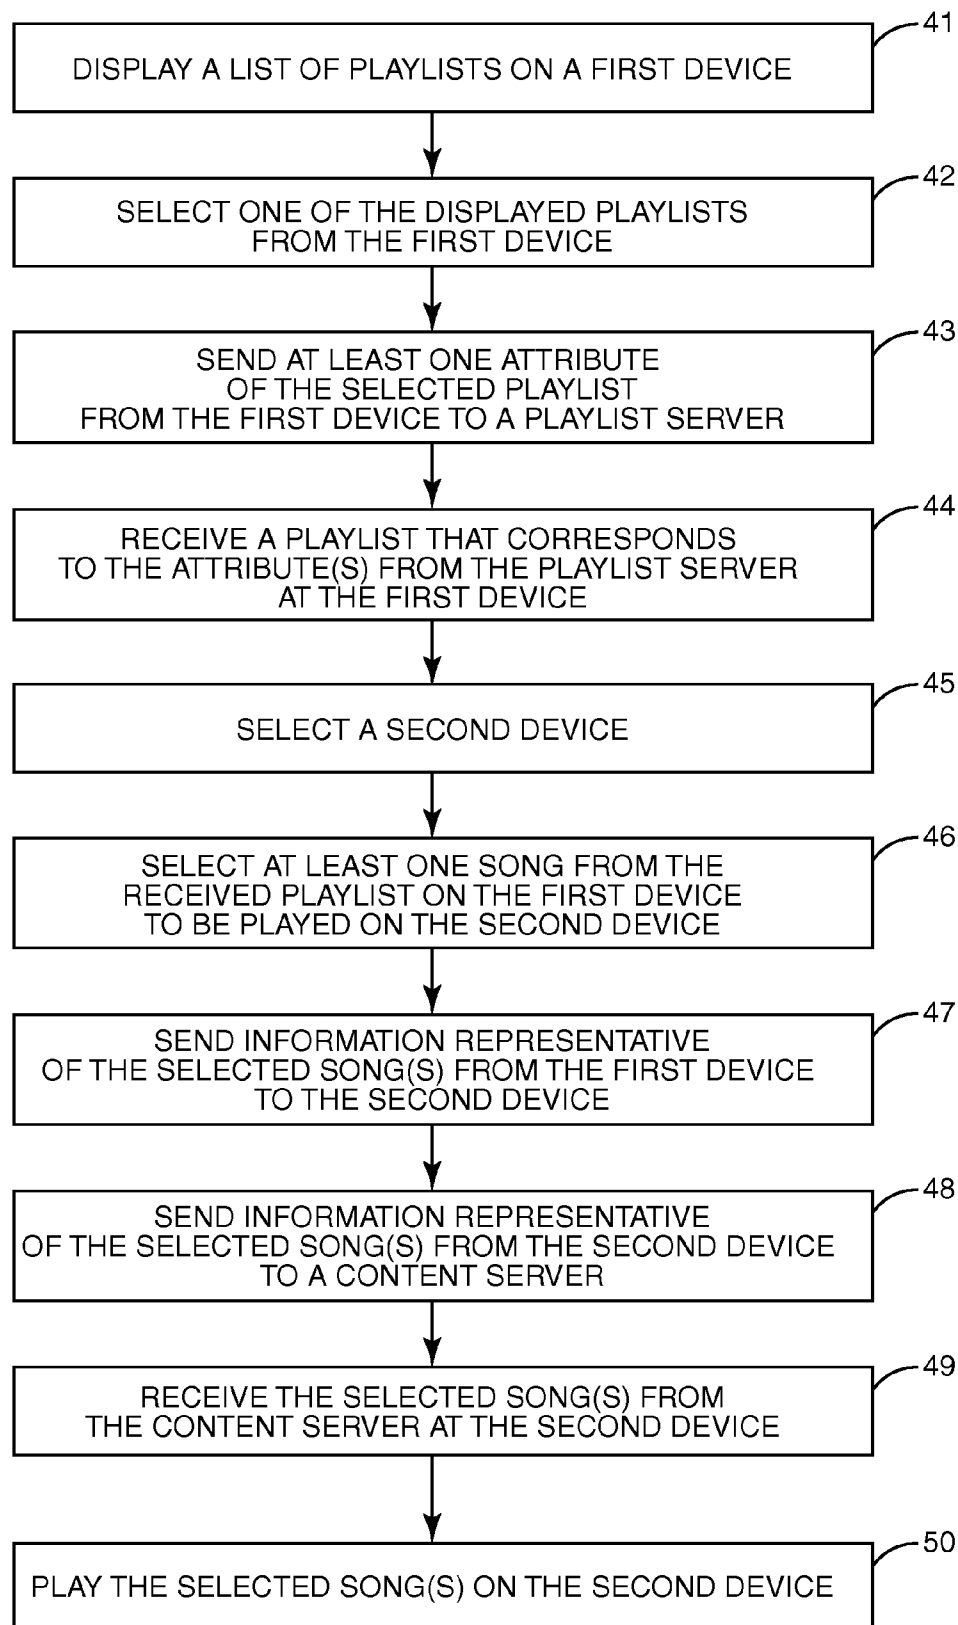 41
DISPLAY A LIST OF PLAYLISTS ON A FIRST DEVICE
42
SELECT ONE OF THE DISPLAYED PLAYLISTS
FROM THE FIRST DEVICE
43
SEND AT LEAST ONE ATTRIBUTE
OF THE SELECTED PLAYLIST
FROM THE FIRST DEVICE TO A PLAYLIST SERVER
44
RECEIVE A PLAYLIST THAT CORRESPONDS
TO THE ATTRIBUTE(S) FROM THE PLAYLIST SERVER
AT THE FIRST DEVICE
45
SELECT A SECOND DEVICE
46
SELECT AT LEAST ONE SONG FROM THE
RECEIVED PLAYLIST ON THE FIRST DEVICE
TO BE PLAYED ON THE SECOND DEVICE
47
SEND INFORMATION REPRESENTATIVE
OF THE SELECTED SONG(S) FROM THE FIRST DEVICE
TO THE SECOND DEVICE
48
SEND INFORMATION REPRESENTATIVE
OF THE SELECTED SONG(S) FROM THE SECOND DEVICE
TO A CONTENT SERVER
49
RECEIVE THE SELECTED SONG(S) FROM
THE CONTENT SERVER AT THE SECOND DEVICE
50
PLAY THE SELECTED SONG(S) ON THE SECOND DEVICE